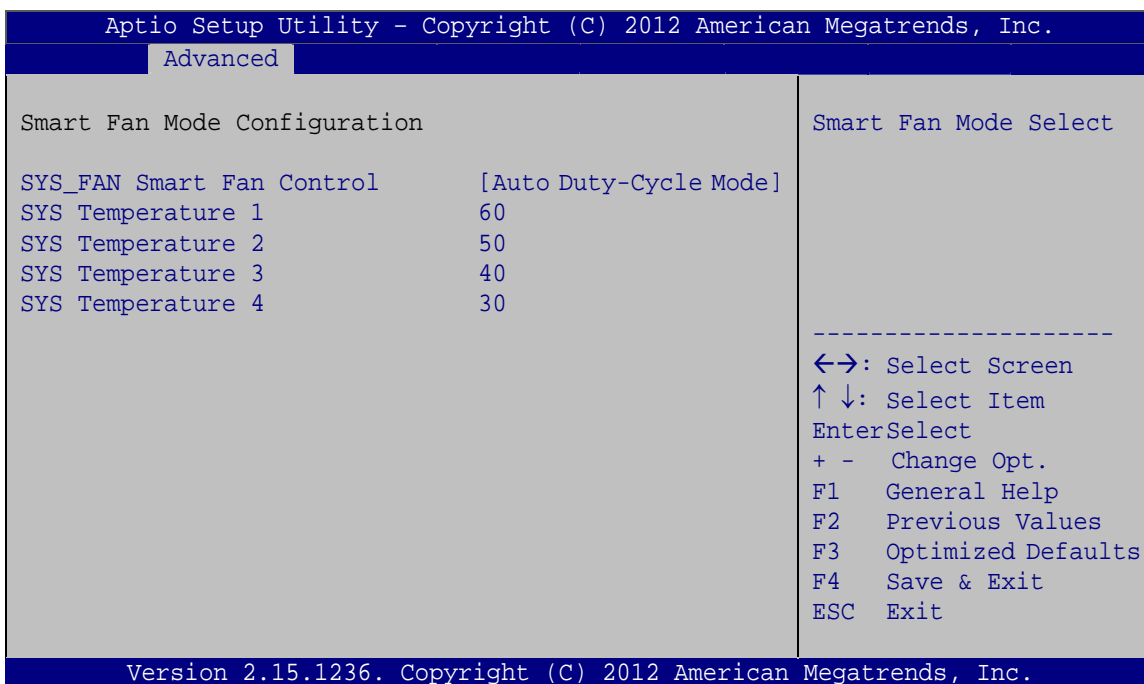 Aptio Setup Utility – Copyright (C) 2012 American Megatrends, Inc.
Advanced
Smart Fan Mode Configuration
SYS_FAN Smart Fan Control [Auto Duty-Cycle Mode]
SYS Temperature 1 60
SYS Temperature 2 50
SYS Temperature 3 40
SYS Temperature 4 30
Smart Fan Mode Select
---------------------
←→: Select Screen
↑ ↓: Select Item
EnterSelect
+ - Change Opt.
F1 General Help
F2 Previous Values
F3 Optimized Defaults
F4 Save & Exit
ESC Exit
Version 2.15.1236. Copyright (C) 2012 American Megatrends, Inc.